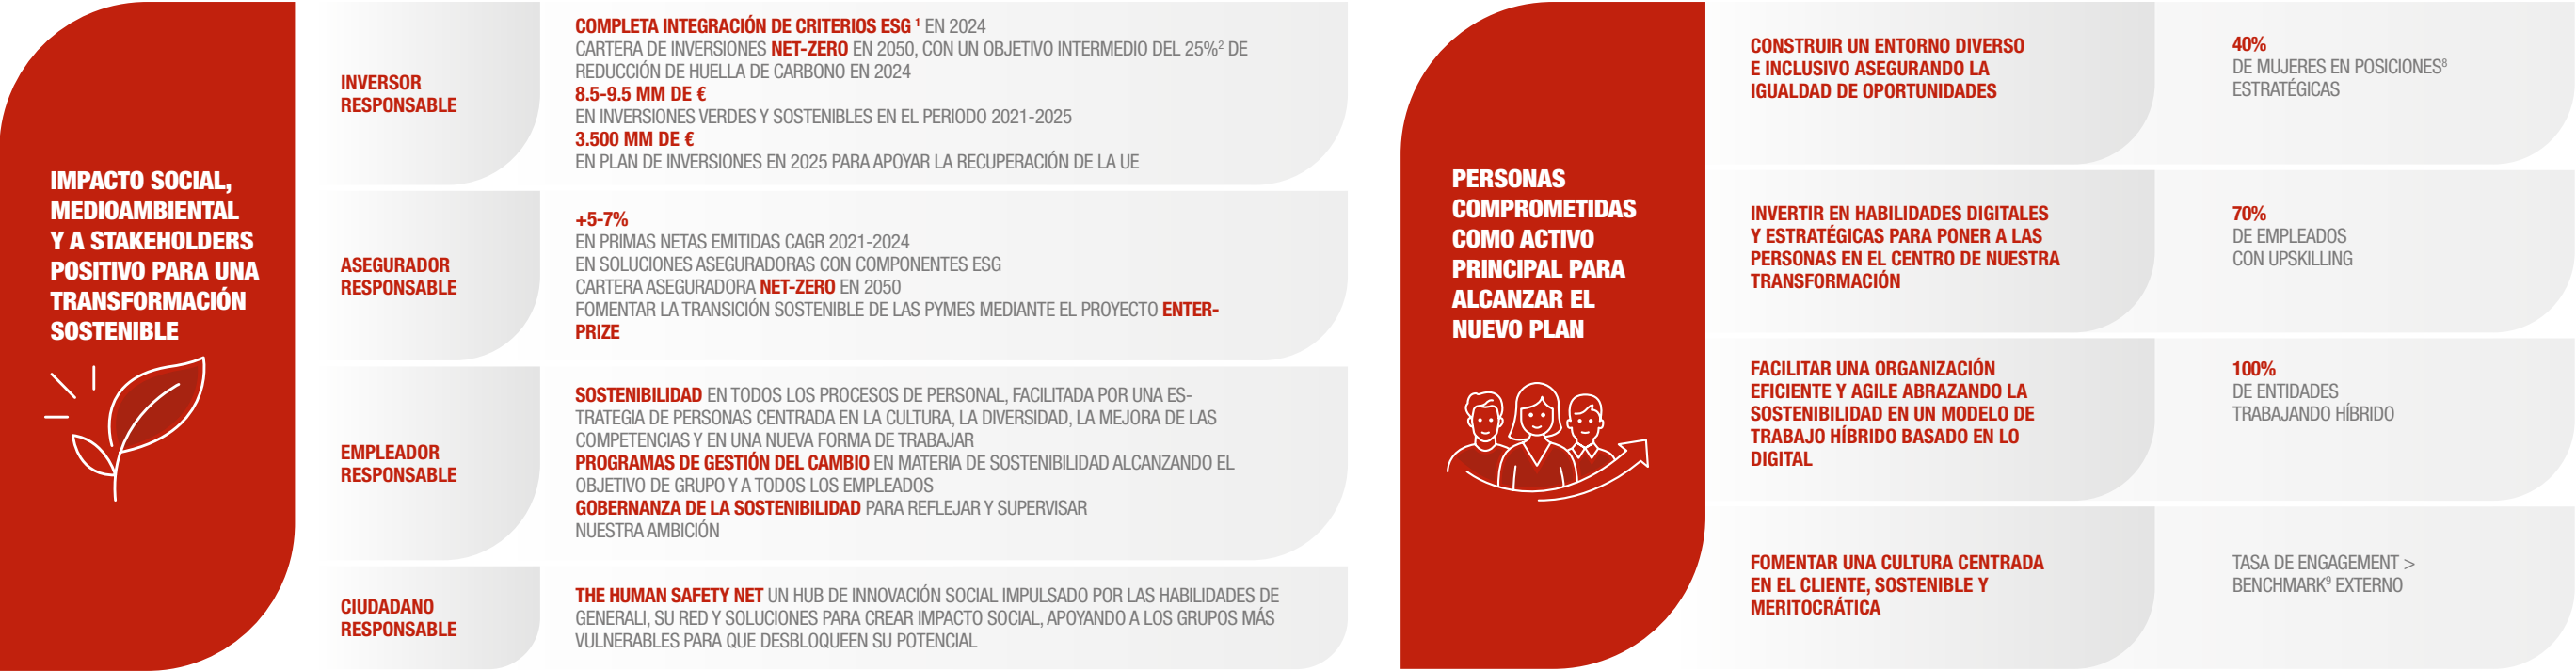 IMPACTO SOCIAL,
MEDIOAMBIENTAL
Y A STAKEHOLDERS
POSITIVO PARA UNA
TRANSFORMACIÓN
SOSTENIBLE
INVERSOR
RESPONSABLE
COMPLETA INTEGRACIÓN DE CRITERIOS ESG ¹ EN 2024
CARTERA DE INVERSIONES NET-ZERO EN 2050, CON UN OBJETIVO INTERMEDIO DEL 25%² DE
REDUCCIÓN DE HUELLA DE CARBONO EN 2024
8.5-9.5 MM DE €
EN INVERSIONES VERDES Y SOSTENIBLES EN EL PERIODO 2021-2025
3.500 MM DE €
EN PLAN DE INVERSIONES EN 2025 PARA APOYAR LA RECUPERACIÓN DE LA UE
ASEGURADOR
RESPONSABLE
+5-7%
EN PRIMAS NETAS EMITIDAS CAGR 2021-2024
EN SOLUCIONES ASEGURADORAS CON COMPONENTES ESG
CARTERA ASEGURADORA NET-ZERO EN 2050
FOMENTAR LA TRANSICIÓN SOSTENIBLE DE LAS PYMES MEDIANTE EL PROYECTO ENTER-
PRIZE
EMPLEADOR
RESPONSABLE
SOSTENIBILIDAD EN TODOS LOS PROCESOS DE PERSONAL, FACILITADA POR UNA ES-
TRATEGIA DE PERSONAS CENTRADA EN LA CULTURA, LA DIVERSIDAD, LA MEJORA DE LAS
COMPETENCIAS Y EN UNA NUEVA FORMA DE TRABAJAR
PROGRAMAS DE GESTIÓN DEL CAMBIO EN MATERIA DE SOSTENIBILIDAD ALCANZANDO EL
OBJETIVO DE GRUPO Y A TODOS LOS EMPLEADOS
GOBERNANZA DE LA SOSTENIBILIDAD PARA REFLEJAR Y SUPERVISAR
NUESTRA AMBICIÓN
CIUDADANO
RESPONSABLE
THE HUMAN SAFETY NET UN HUB DE INNOVACIÓN SOCIAL IMPULSADO POR LAS HABILIDADES DE
GENERALI, SU RED Y SOLUCIONES PARA CREAR IMPACTO SOCIAL, APOYANDO A LOS GRUPOS MÁS
VULNERABLES PARA QUE DESBLOQUEEN SU POTENCIAL
PERSONAS
COMPROMETIDAS
COMO ACTIVO
PRINCIPAL PARA
ALCANZAR EL
NUEVO PLAN
CONSTRUIR UN ENTORNO DIVERSO
E INCLUSIVO ASEGURANDO LA
IGUALDAD DE OPORTUNIDADES
40%
DE MUJERES EN POSICIONES⁸
ESTRATÉGICAS
INVERTIR EN HABILIDADES DIGITALES
Y ESTRATÉGICAS PARA PONER A LAS
PERSONAS EN EL CENTRO DE NUESTRA
TRANSFORMACIÓN
70%
DE EMPLEADOS
CON UPSKILLING
FACILITAR UNA ORGANIZACIÓN
EFICIENTE Y AGILE ABRAZANDO LA
SOSTENIBILIDAD EN UN MODELO DE
TRABAJO HÍBRIDO BASADO EN LO
DIGITAL
100%
DE ENTIDADES
TRABAJANDO HÍBRIDO
FOMENTAR UNA CULTURA CENTRADA
EN EL CLIENTE, SOSTENIBLE Y
MERITOCRÁTICA
TASA DE ENGAGEMENT >
BENCHMARK⁹ EXTERNO